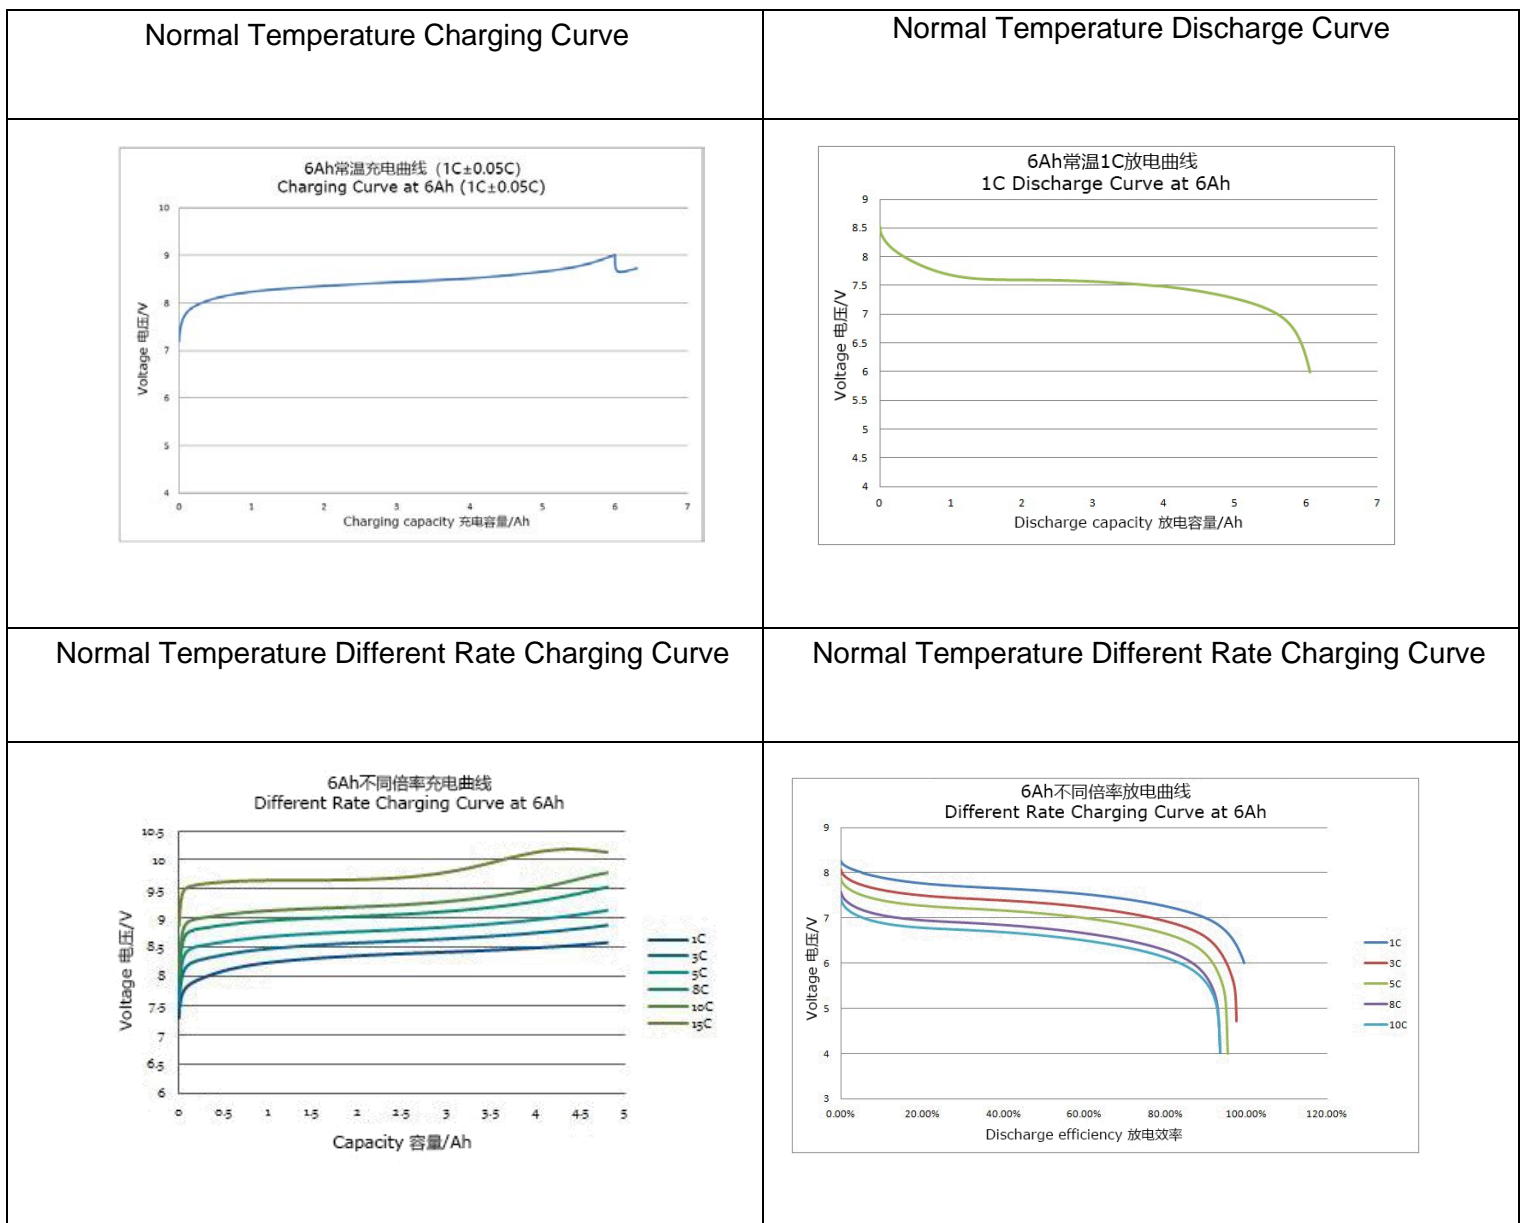 Normal Temperature Charging Curve
Normal Temperature Discharge Curve
6Ah常温充电曲线 (1C±0.05C)
Charging Curve at 6Ah (1C±0.05C)
10
9
8
7
6
5
4
Voltage 电压/V
0 1 2 3 4 5 6 7
Charging capacity 充电容量/Ah
6Ah常温1C放电曲线
1C Discharge Curve at 6Ah
9
8.5
8
7.5
7
6.5
6
5.5
5
4.5
4
Voltage 电压/V
0 1 2 3 4 5 6 7
Discharge capacity 放电容量/Ah
Normal Temperature Different Rate Charging Curve
Normal Temperature Different Rate Charging Curve
6Ah不同倍率充电曲线
Different Rate Charging Curve at 6Ah
10.5
10
9.5
9
8.5
8
7.5
7
6.5
6
Voltage 电压/V
0 0.5 1 1.5 2 2.5 3 3.5 4 4.5 5
Capacity 容量/Ah
1C
3C
5C
8C
10C
15C
6Ah不同倍率放电曲线
Different Rate Charging Curve at 6Ah
9
8
7
6
5
4
3
Voltage 电压/V
0.00% 20.00% 40.00% 60.00% 80.00% 100.00% 120.00%
Discharge efficiency 放电效率
1C
3C
5C
8C
10C